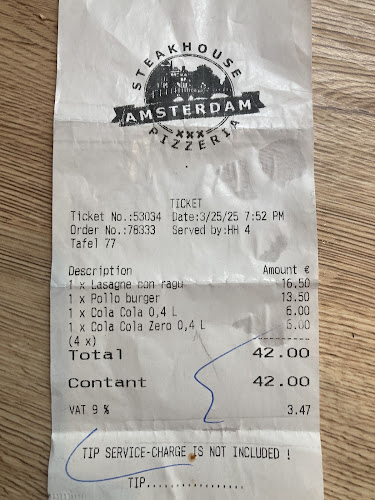 STEAKHOUSE
AMSTERDAM
XXX
PIZZERIA
TICKET
Ticket No.:53034 Date:3/25/25 7:52 PM
Order No.:78333 Served by:HH 4
Tafel 77
Description Amount €
1 x Lasagne con ragu 16.50
1 x Pollo burger 13.50
1 x Cola Cola 0,4 L 6.00
1 x Cola Cola Zero 0,4 L 6.00
(4 x)
Total 42.00
Contant 42.00
VAT 9 % 3.47
TIP SERVICE-CHARGE IS NOT INCLUDED !
TIP.................